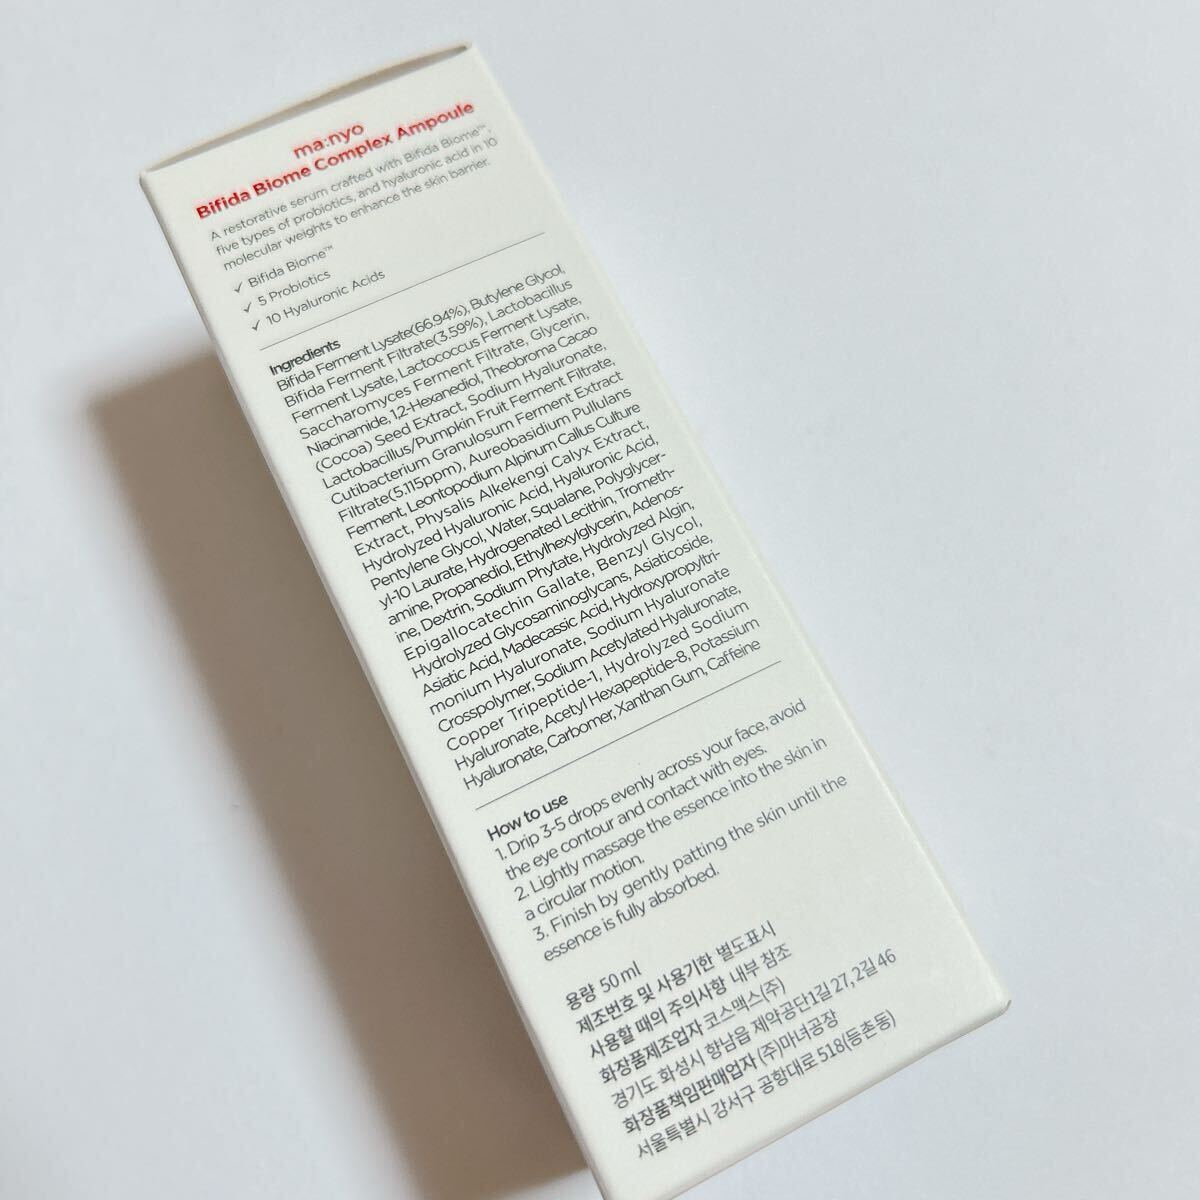 ma:nyo
Bifida Biome Complex Ampoule
A restorative serum crafted with Bifida Biome™,
five types of probiotics, and hyaluronic acid in 10
molecular weights to enhance the skin barrier.
✓ Bifida Biome™
✓ 5 Probiotics
✓ 10 Hyaluronic Acids
Ingredients
Bifida Ferment Lysate(66.94%), Butylene Glycol,
Bifida Ferment Filtrate(3.59%), Lactobacillus
Ferment Lysate, Lactococcus Ferment Lysate,
Saccharomyces Ferment Filtrate, Glycerin,
Niacinamide, 1,2-Hexanediol, Theobroma Cacao
(Cocoa) Seed Extract, Sodium Hyaluronate,
Lactobacillus/Pumpkin Fruit Ferment Filtrate,
Cutibacterium Granulosum Ferment Extract
Filtrate(5.115ppm), Aureobasidium Pullulans
Ferment, Leontopodium Alpinum Callus Culture
Extract, Physalis Alkekengi Calyx Extract,
Hydrolyzed Hyaluronic Acid, Hyaluronic Acid,
Pentylene Glycol, Water, Squalane, Polyglycer-
yl-10 Laurate, Hydrogenated Lecithin, Trometh-
amine, Propanediol, Ethylhexylglycerin, Adenos-
ine, Dextrin, Sodium Phytate, Hydrolyzed Algin,
Epigallocatechin Gallate, Benzyl Glycol,
Hydrolyzed Glycosaminoglycans, Asiaticoside,
Asiatic Acid, Madecassic Acid, Hydroxypropyltri-
monium Hyaluronate, Sodium Hyaluronate
Crosspolymer, Sodium Acetylated Hyaluronate,
Copper Tripeptide-1, Hydrolyzed Sodium
Hyaluronate, Acetyl Hexapeptide-8, Potassium
Hyaluronate, Carbomer, Xanthan Gum, Caffeine
How to use
1. Drip 3-5 drops evenly across your face, avoid
the eye contour and contact with eyes.
2. Lightly massage the essence into the skin in
a circular motion.
3. Finish by gently patting the skin until the
essence is fully absorbed.
용량 50 ml
제조번호 및 사용기한 별도표시
사용할 때의 주의사항 내부 참조
화장품제조업자 코스맥스(주)
경기도 화성시 향남읍 제약공단1길 27, 2길 46
화장품책임판매업자 (주)마녀공장
서울특별시 강서구 공항대로 518(등촌동)